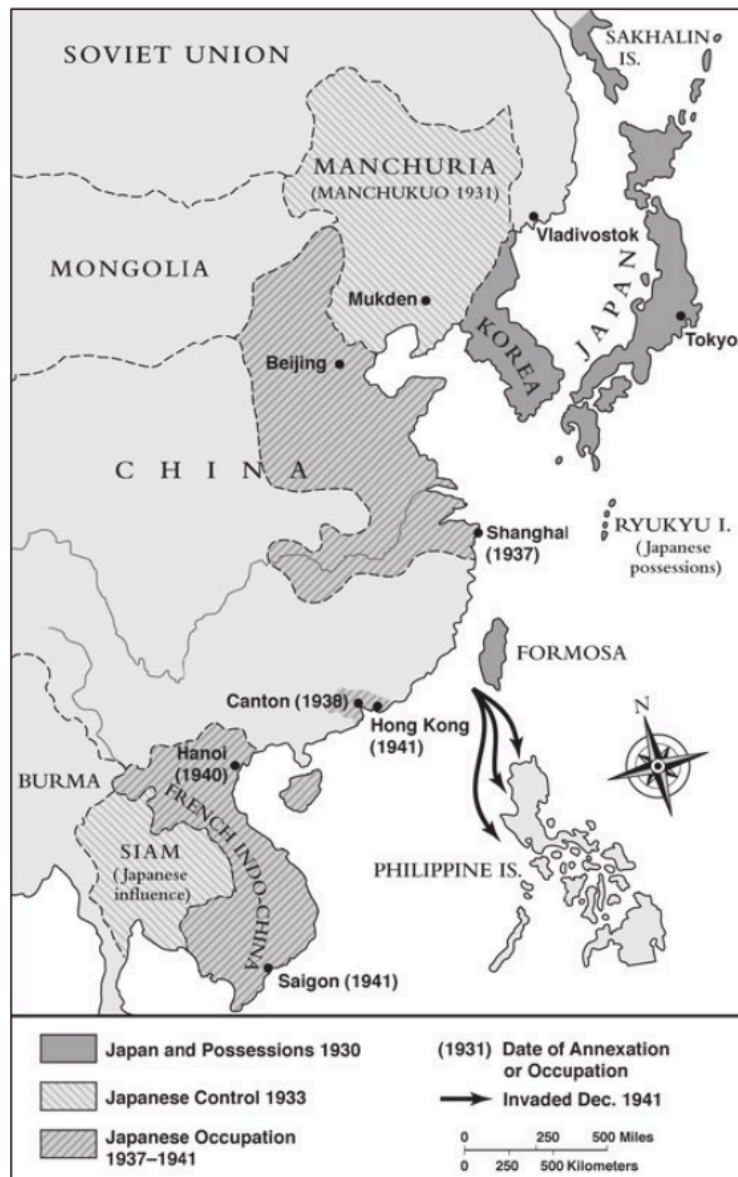 SOVIET UNION
SAKHALIN
IS.
MANCHURIA
(MANCHUKUO 1931)
Vladivostok
MONGOLIA
Mukden
KOREA
JAPAN
Tokyo
Beijing
CHINA
Shanghai
(1937)
RYUKYU I.
(Japanese
possessions)
FORMOSA
Canton (1938)
Hong Kong
(1941)
N
Hanoi
(1940)
BURMA
FRENCH INDO-CHINA
SIAM
(Japanese
influence)
PHILIPPINE IS.
Saigon (1941)
Japan and Possessions 1930
Japanese Control 1933
Japanese Occupation
1937–1941
(1931) Date of Annexation
or Occupation
Invaded Dec. 1941
0 250 500 Miles
0 250 500 Kilometers